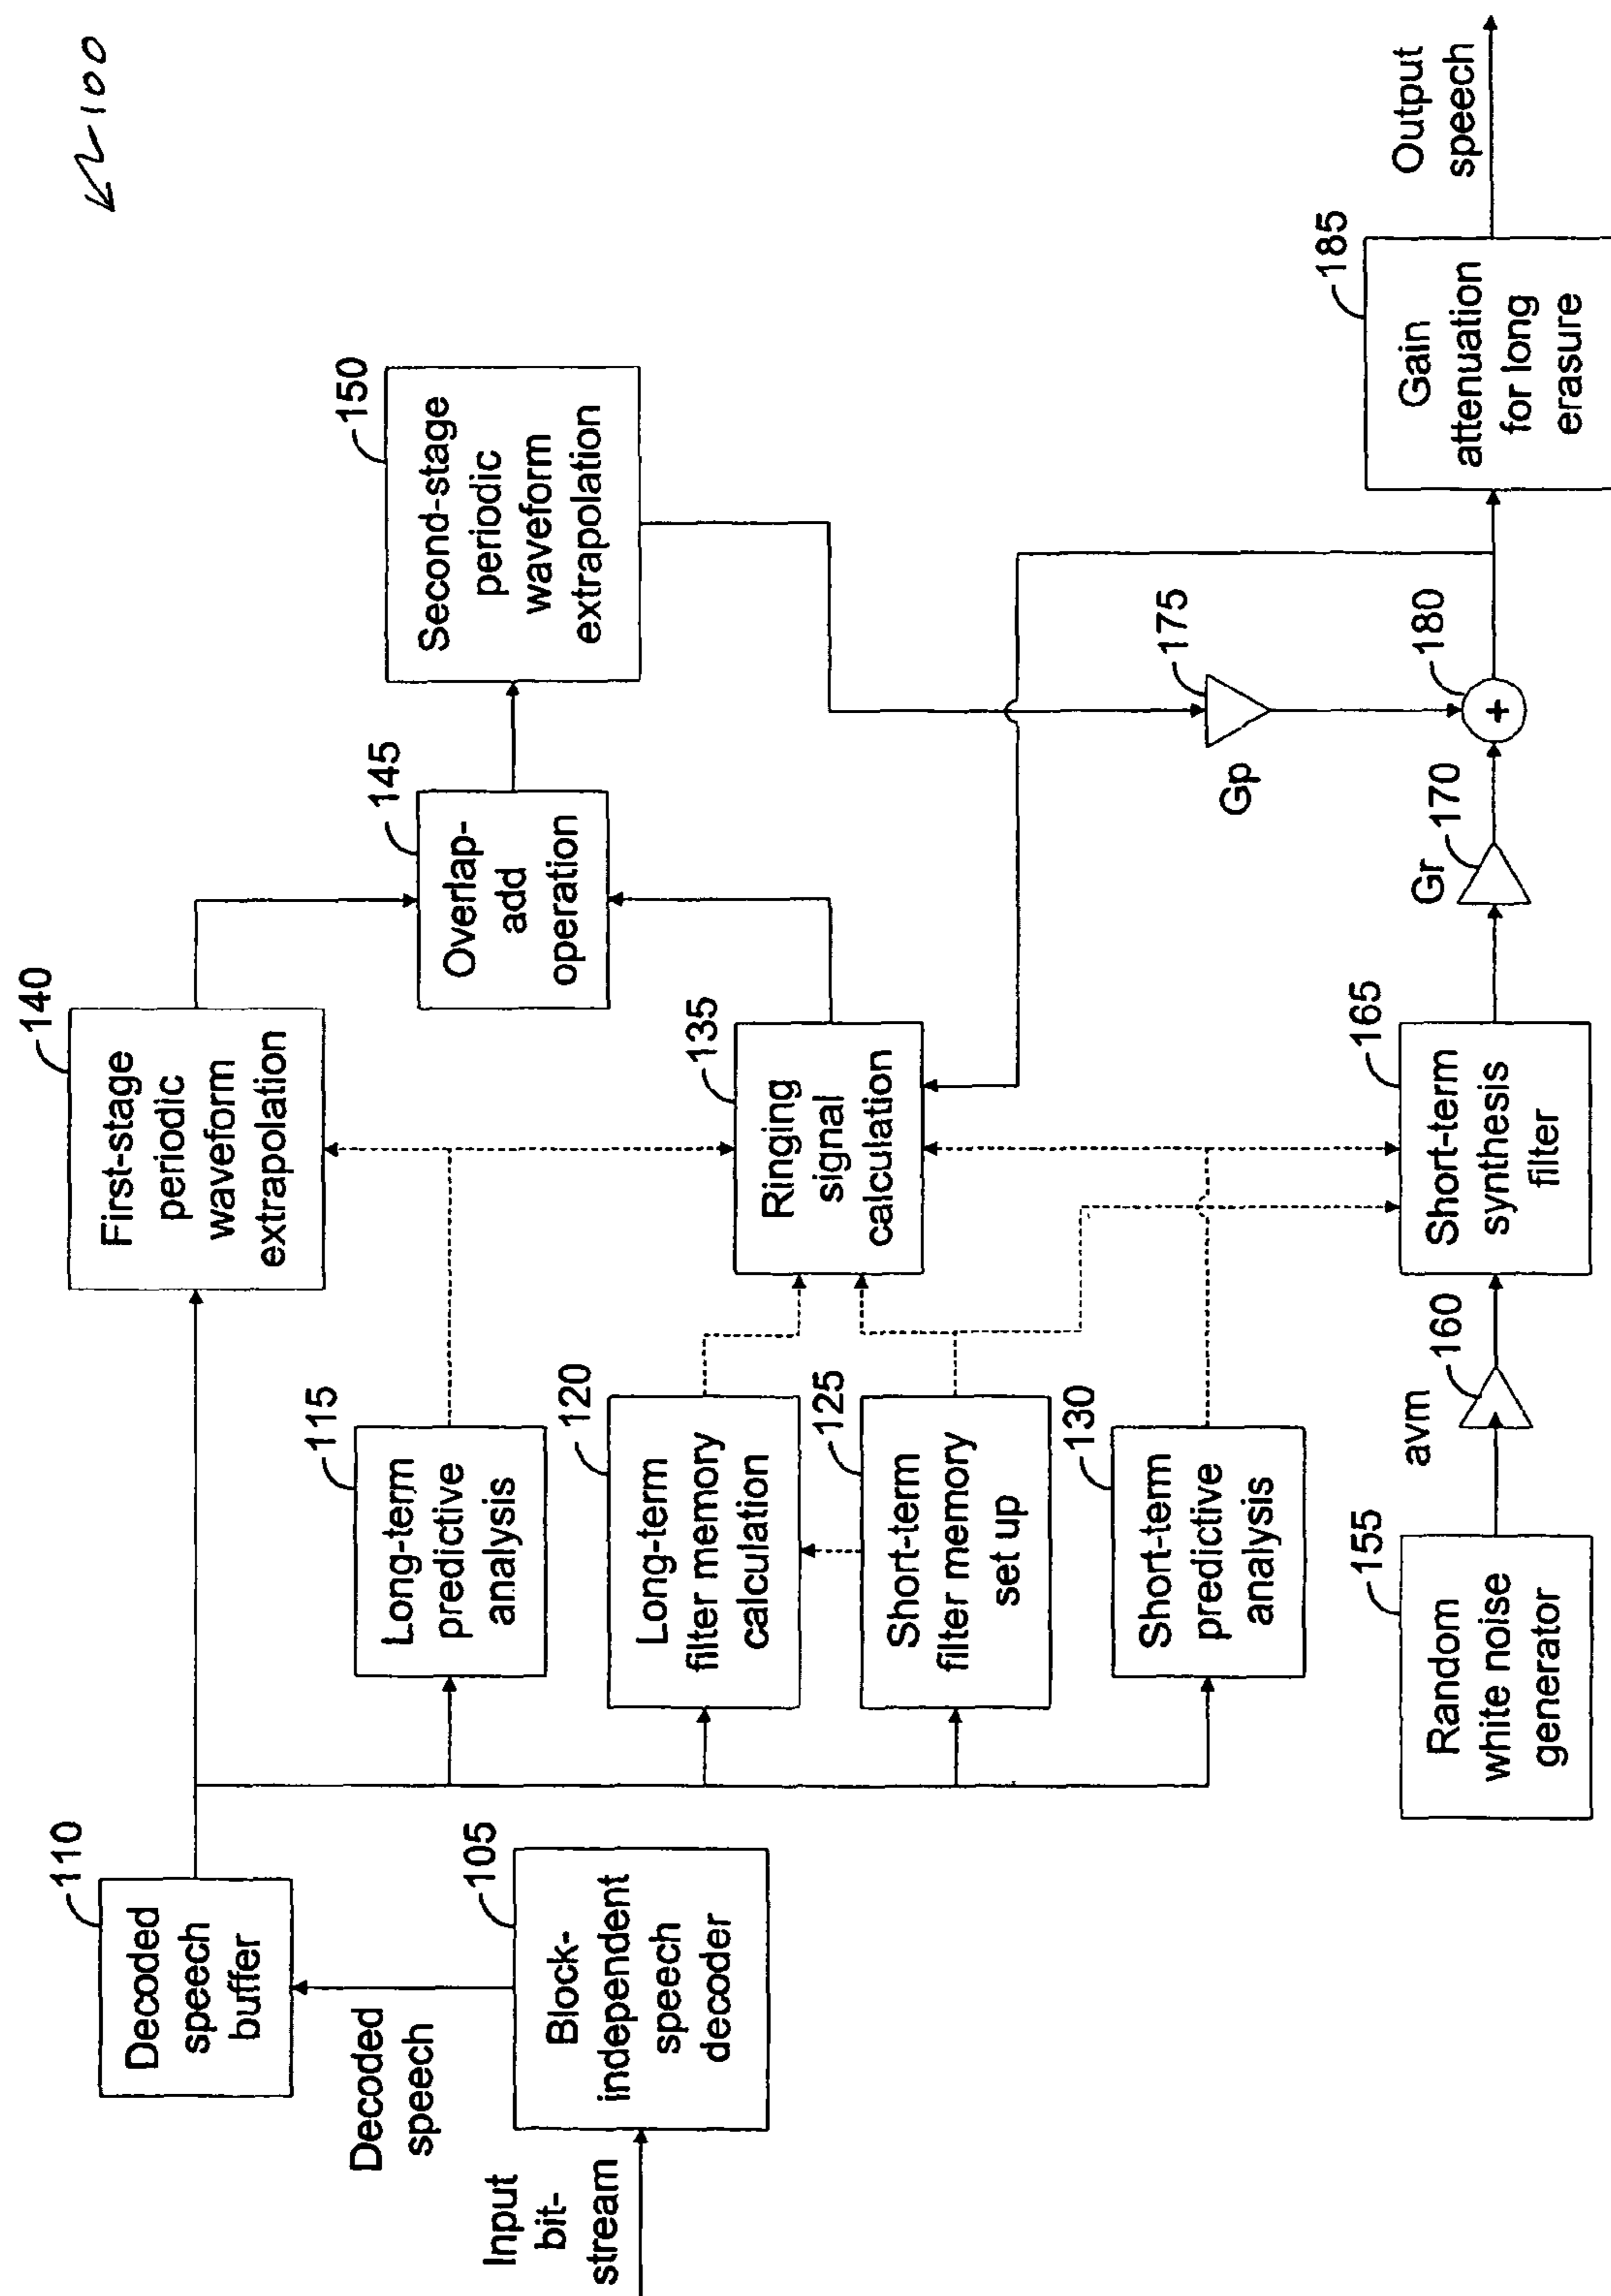 100
110
Decoded
speech
buffer
Decoded
speech
105
Block-
independent
speech
decoder
Input
bit-
stream
140
First-stage
periodic
waveform
extrapolation
115
Long-term
predictive
analysis
120
Long-term
filter memory
calculation
125
Short-term
filter memory
set up
130
Short-term
predictive
analysis
135
Ringing
signal
calculation
145
Overlap-
add
operation
150
Second-stage
periodic
waveform
extrapolation
155
Random
white noise
generator
avm
160
165
Short-term
synthesis
filter
Gr
170
Gp
175
180
+
185
Gain
attenuation
for long
erasure
Output
speech